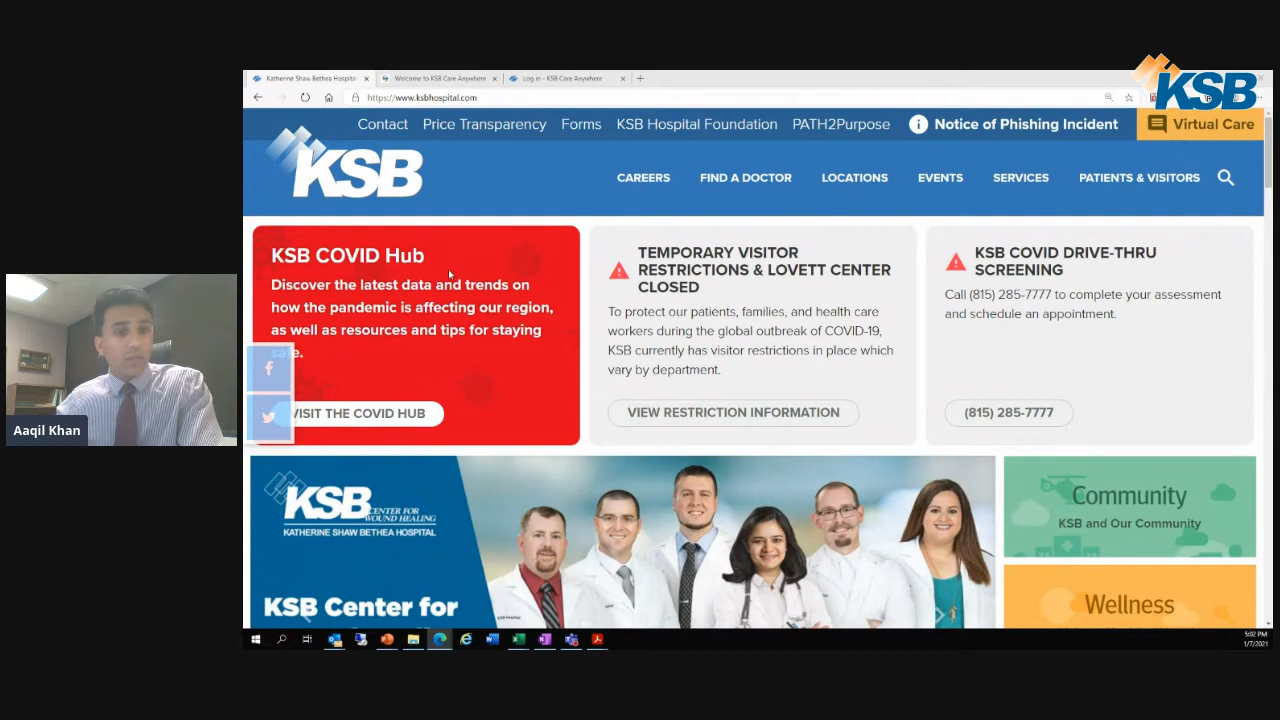 Katherine Shaw Bethea Hospital
Welcome to KSB Care Anywhere
Log in - KSB Care Anywhere
https://www.ksbhospital.com
KSB
Contact
Price Transparency
Forms
KSB Hospital Foundation
PATH2Purpose
Notice of Phishing Incident
Virtual Care
KSB
CAREERS
FIND A DOCTOR
LOCATIONS
EVENTS
SERVICES
PATIENTS & VISITORS
KSB COVID Hub
Discover the latest data and trends on
how the pandemic is affecting our region,
as well as resources and tips for staying
safe.
VISIT THE COVID HUB
TEMPORARY VISITOR
RESTRICTIONS & LOVETT CENTER
CLOSED
To protect our patients, families, and health care
workers during the global outbreak of COVID-19,
KSB currently has visitor restrictions in place which
vary by department.
VIEW RESTRICTION INFORMATION
KSB COVID DRIVE-THRU
SCREENING
Call (815) 285-7777 to complete your assessment
and schedule an appointment.
(815) 285-7777
Aaqil Khan
KSB CENTER FOR
WOUND HEALING
KATHERINE SHAW BETHEA HOSPITAL
KSB Center for
Community
KSB and Our Community
Wellness
5:02 PM
1/7/2021